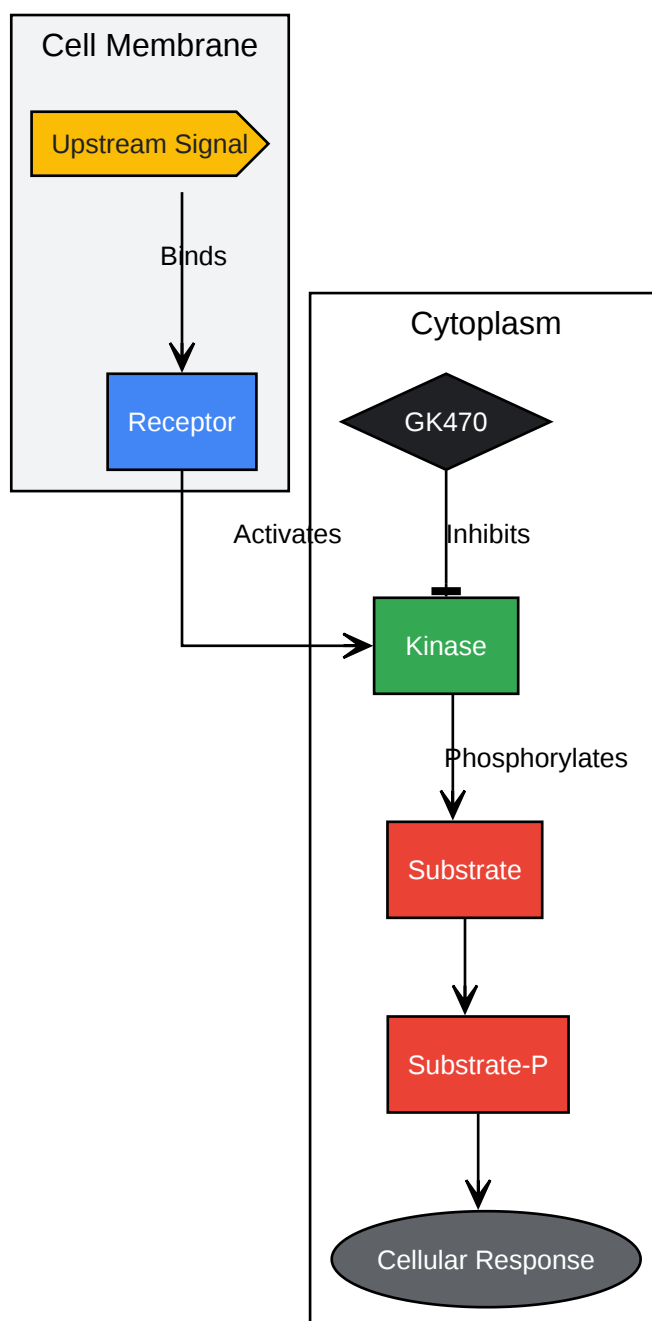 Cell Membrane
Upstream Signal
Binds
Receptor
Activates
Cytoplasm
GK470
Inhibits
Kinase
Phosphorylates
Substrate
Substrate-P
Cellular Response